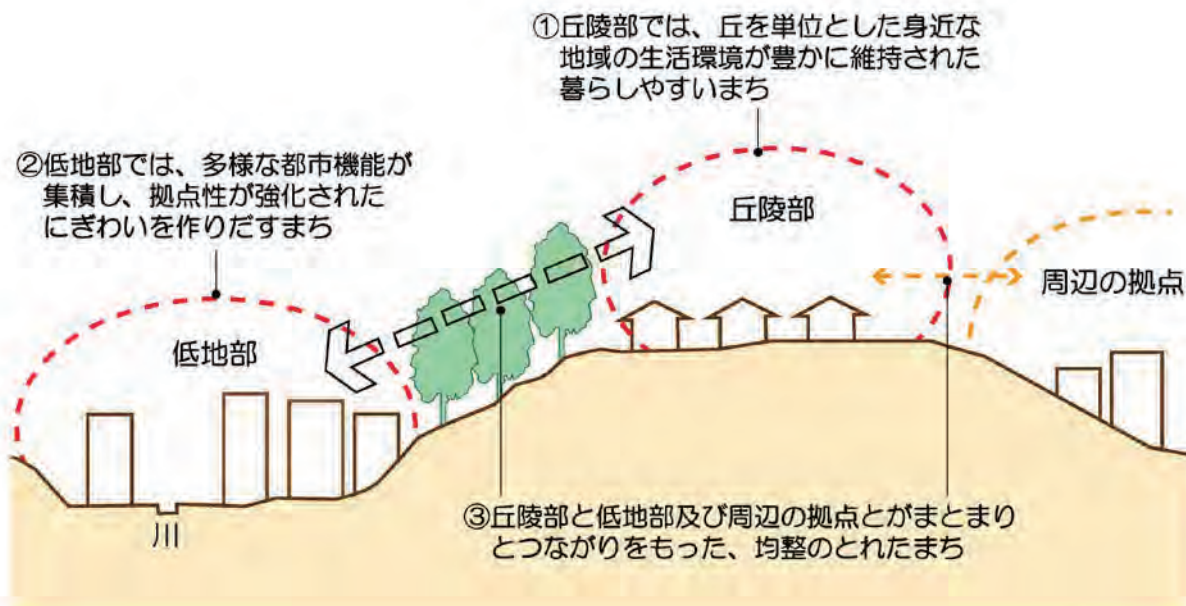 ①丘陵部では、丘を単位とした身近な
地域の生活環境が豊かに維持された
暮らしやすいまち
②低地部では、多様な都市機能が
集積し、拠点性が強化された
にぎわいを作りだすまち
丘陵部
周辺の拠点
低地部
川
③丘陵部と低地部及び周辺の拠点とがまとまり
とつながりをもった、均整のとれたまち